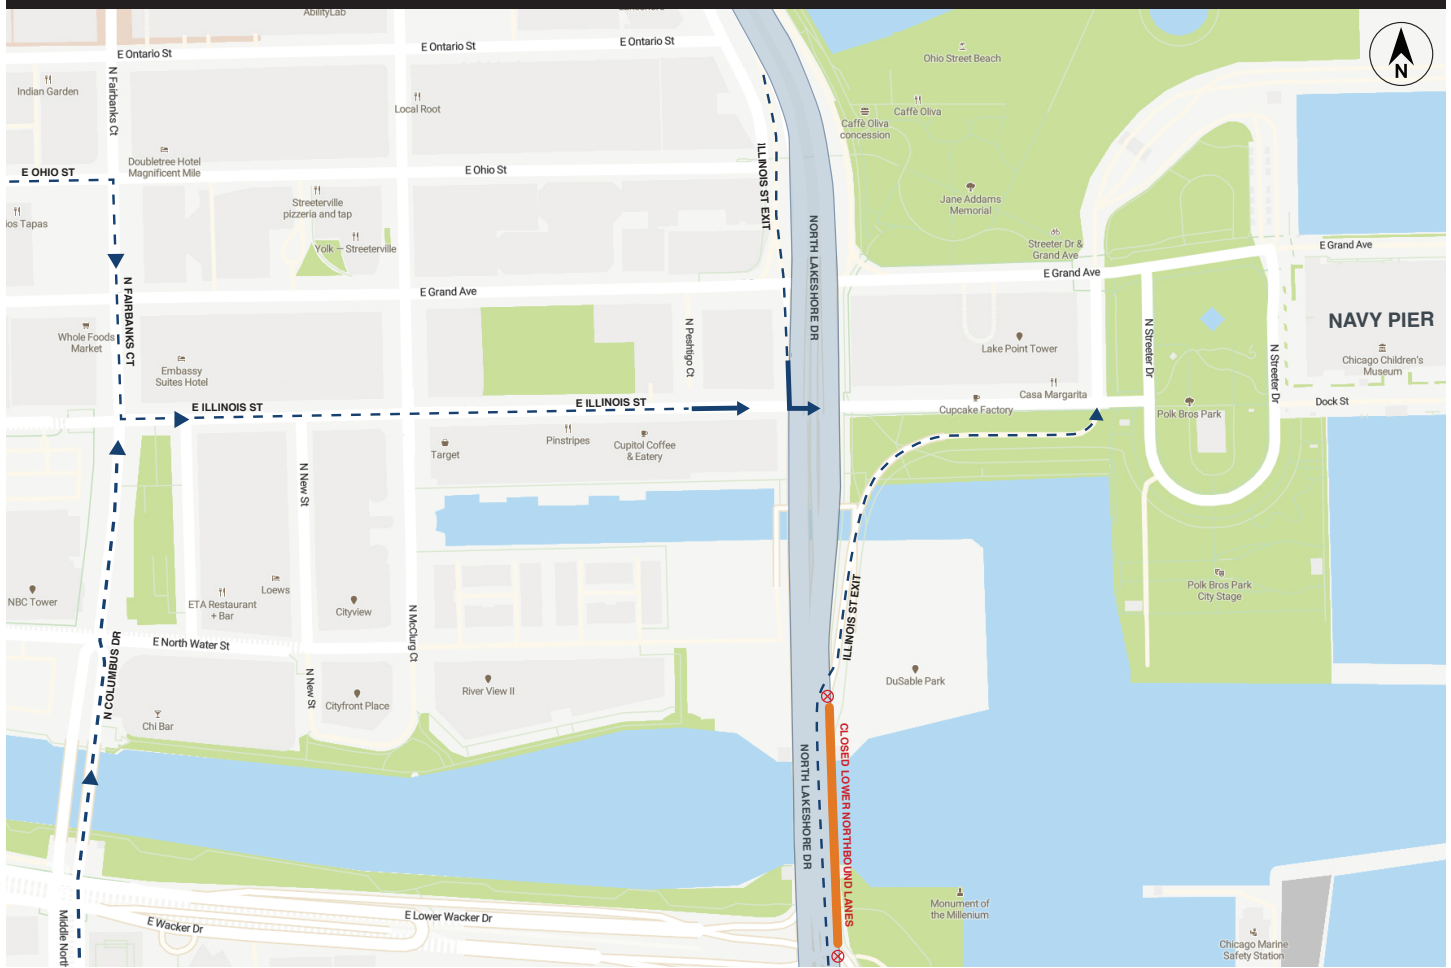 AbilityLab
E Ontario St
E Ontario St
E Ontario St
Ohio Street Beach
N
Indian Garden
N Fairbanks Ct
Local Root
Caffè Oliva
Caffè Oliva
concession
Doubletree Hotel
Magnificent Mile
E OHIO ST
E Ohio St
ILLINOIS ST EXIT
Streeterville
pizzeria and tap
Jane Addams
Memorial
ios Tapas
Yolk – Streeterville
NORTH LAKESHORE DR
Streeter Dr &
Grand Ave
E Grand Ave
E Grand Ave
E Grand Ave
N FAIRBANKS CT
Whole Foods
Market
N Peshtigo Ct
Lake Point Tower
N Streeter Dr
N Streeter Dr
NAVY PIER
Chicago Children's
Museum
Embassy
Suites Hotel
Casa Margarita
Cupcake Factory
Polk Bros Park
Dock St
E ILLINOIS ST
E ILLINOIS ST
Target
Pinstripes
Cupitol Coffee
& Eatery
N New St
NBC Tower
ETA Restaurant
+ Bar
Loews
Cityview
N McClurg Ct
ILLINOIS ST EXIT
Polk Bros Park
City Stage
E North Water St
N COLUMBUS DR
N New St
River View II
DuSable Park
Cityfront Place
Chi Bar
NORTH LAKESHORE DR
CLOSED LOWER NORTHBOUND LANES
Middle North
E Wacker Dr
E Lower Wacker Dr
Monument of
the Millenium
Chicago Marine
Safety Station